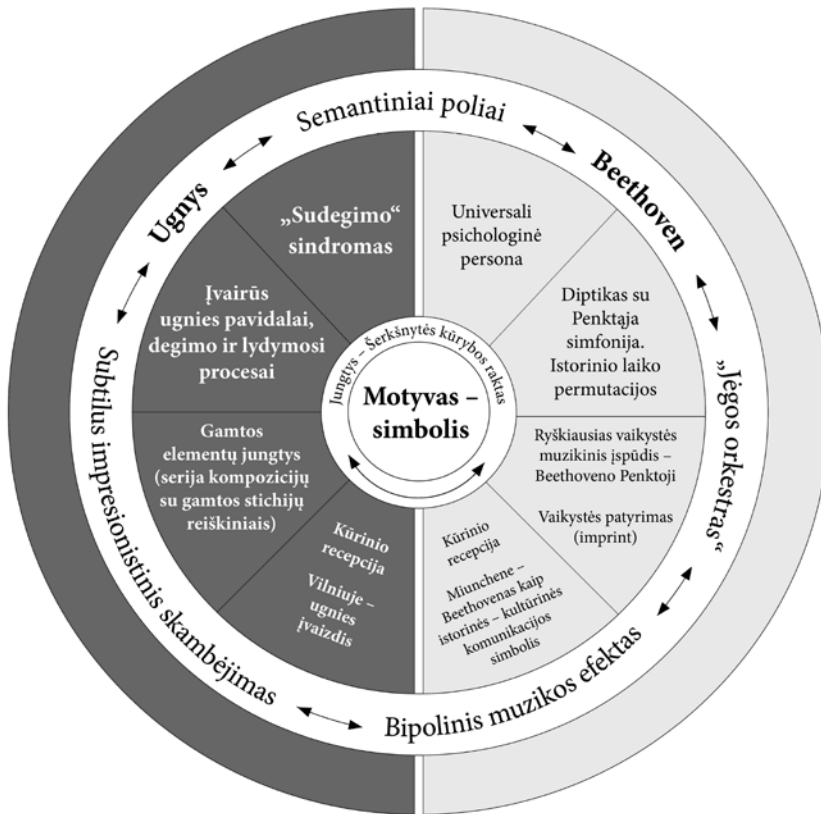 Semantiniai poliai
Ugnys
Beethoven
„Sudegimo“
sindromas
Universali
psichologinė
persona
Įvairūs
ugnies pavidalai,
degimo ir lydymosi
procesai
Diptikas su
Penktąja
simfonija.
Istorinio laiko
permutacijos
Jungtys – Šerkšnytės kūrybos raktas
Motyvas –
simbolis
Subtilus impresionistinis skambėjimas
„Jėgos orkestras“
Gamtos
elementų jungtys
(serija kompozicijų
su gamtos stichijų
reiškiniais)
Ryškiausias vaikystės
muzikinis įspūdis –
Beethoveno Penktoji
Vaikystės patyrimas
(imprint)
Kūrinio
recepcija
Vilniuje –
ugnies
įvaizdis
Kūrinio
recepcija
Miunchene –
Beethovenas kaip
istorinės – kultūrinės
komunikacijos
simbolis
Bipolinis muzikos efektas